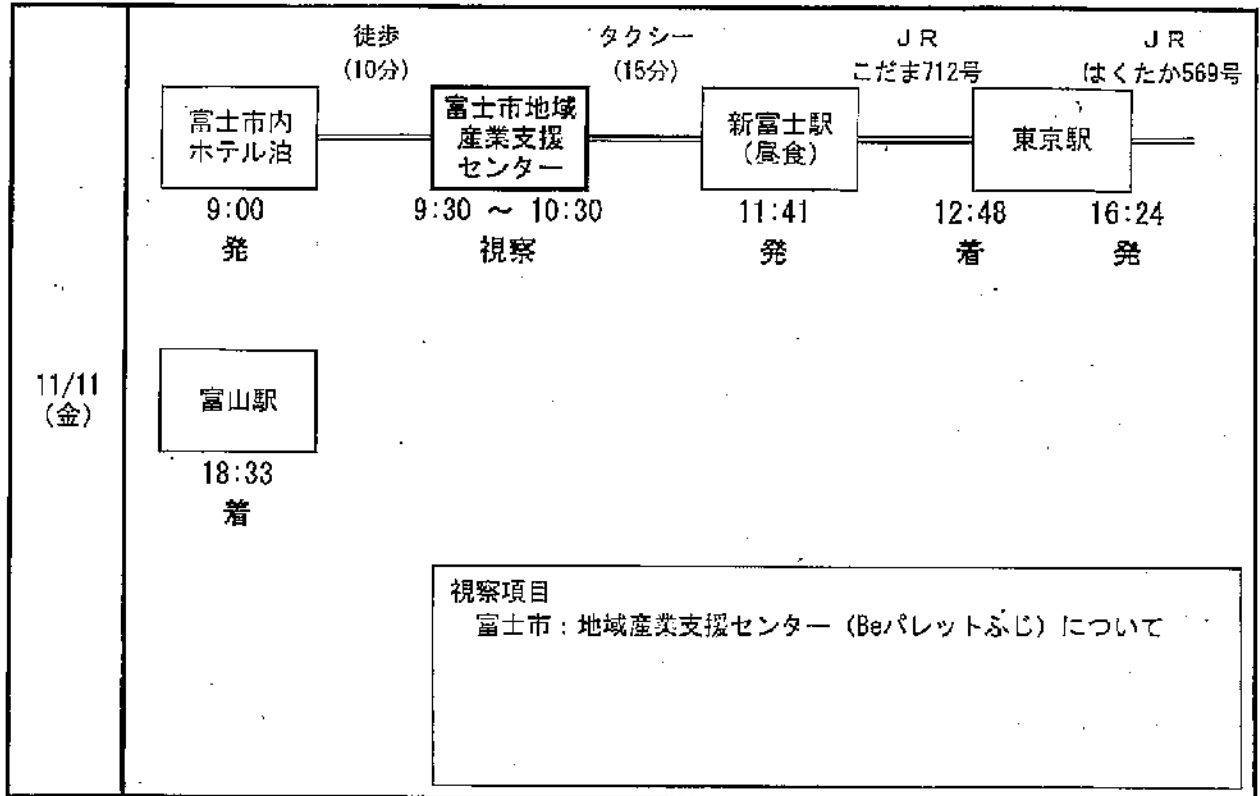 徒歩
(10分)
タクシー
(15分)
JR
こだま712号
JR
はくたか569号
富士市内
ホテル泊
富士市地域
産業支援
センター
新富士駅
(昼食)
東京駅
9:00
発
9:30 ～ 10:30
視察
11:41
発
12:48
着
16:24
発
11/11
(金)
富山駅
18:33
着
視察項目
富士市：地域産業支援センター（Beパレットふじ）について